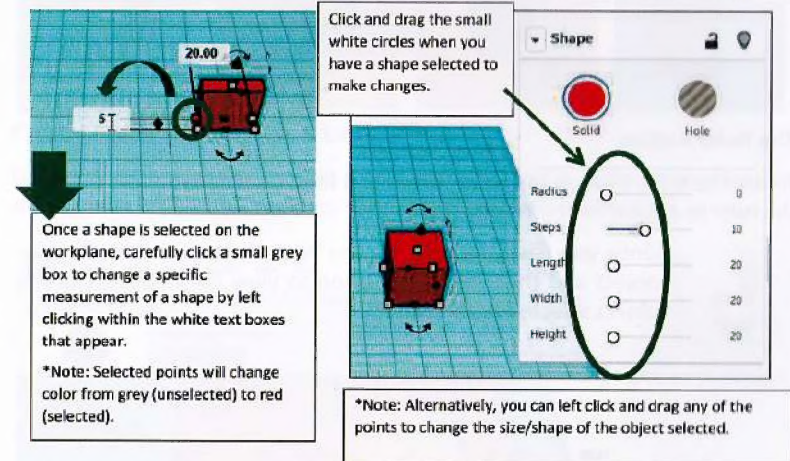 20.00
5
Once a shape is selected on the
workplane, carefully click a small grey
box to change a specific
measurement of a shape by left
clicking within the white text boxes
that appear.
*Note: Selected points will change
color from grey (unselected) to red
(selected).
Click and drag the small
white circles when you
have a shape selected to
make changes.
Shape
Solid
Hole
Radius 0
Steps 10
Length 20
Width 20
Height 20
*Note: Alternatively, you can left click and drag any of the
points to change the size/shape of the object selected.